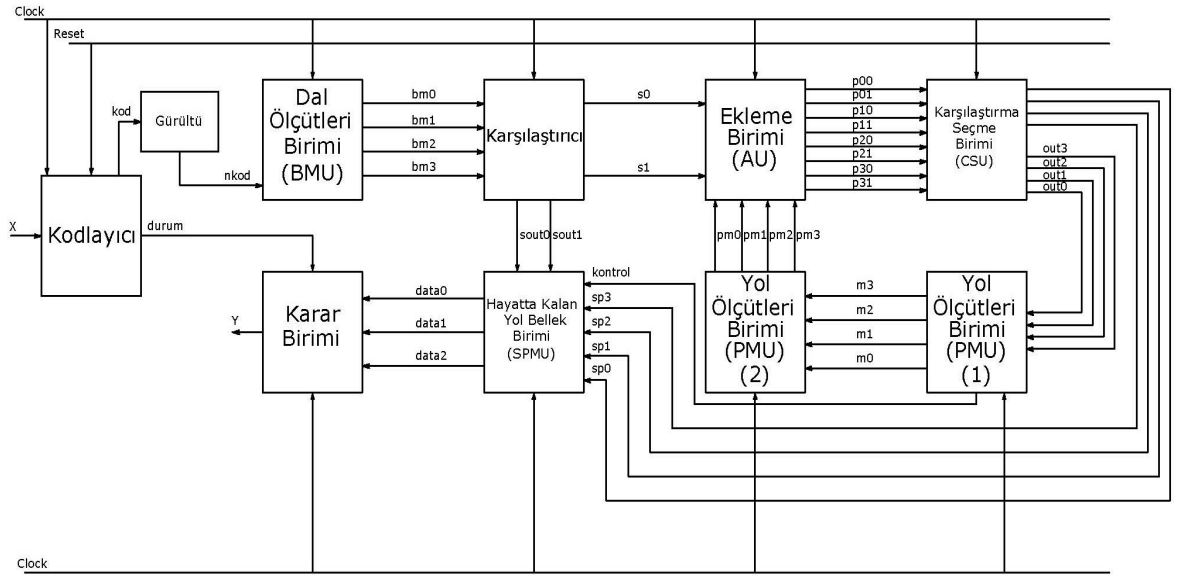 Clock
Reset
kod
Gürültü
nkod
Dal
Ölçütleri
Birimi
(BMU)
bm0
bm1
bm2
bm3
Karşılaştırıcı
s0
s1
Ekleme
Birimi
(AU)
p00
p01
p10
p11
p20
p21
p30
p31
Karşılaştırma
Seçme
Birimi
(CSU)
out3
out2
out1
out0
X
Kodlayıcı
durum
sout0
sout1
pm0
pm1
pm2
pm3
Y
Karar
Birimi
data0
data1
data2
Hayatta Kalan
Yol Bellek
Birimi
(SPMU)
kontrol
sp3
sp2
sp1
sp0
Yol
Ölçütleri
Birimi
(PMU)
(2)
m3
m2
m1
m0
Yol
Ölçütleri
Birimi
(PMU)
(1)
Clock